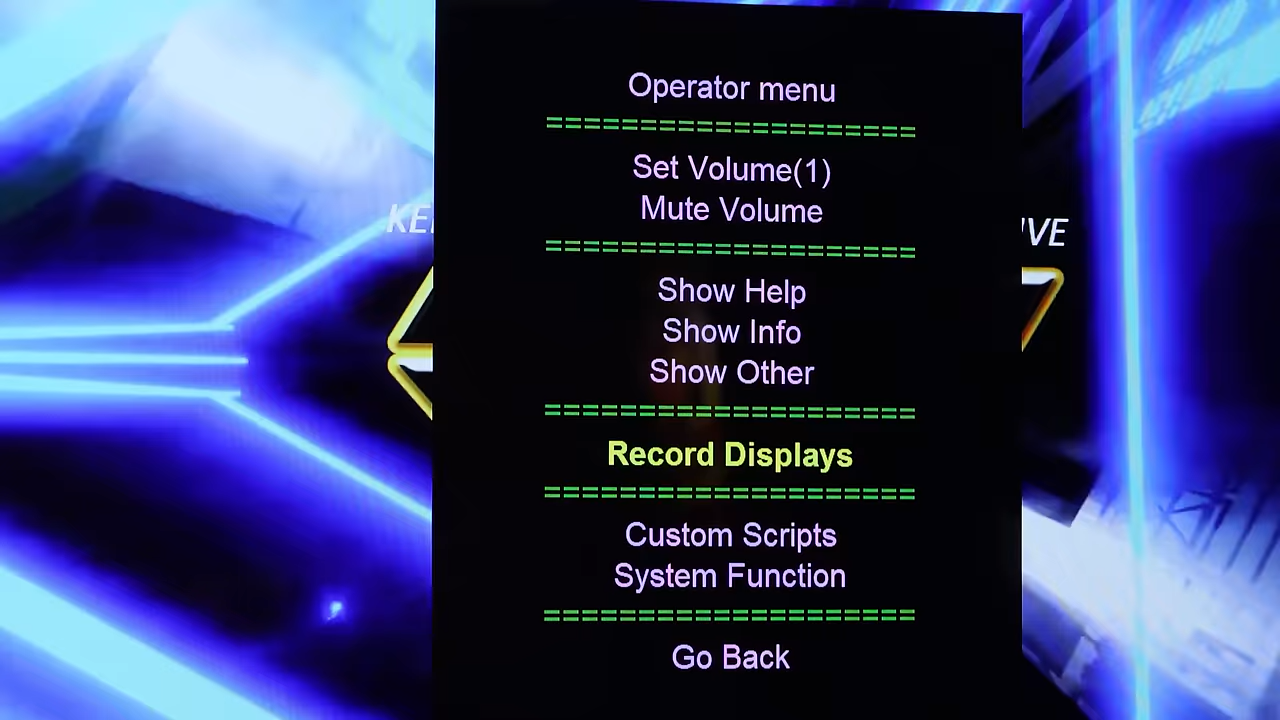 Operator menu
====================
Set Volume(1)
Mute Volume
====================
Show Help
Show Info
Show Other
====================
Record Displays
====================
Custom Scripts
System Function
====================
Go Back